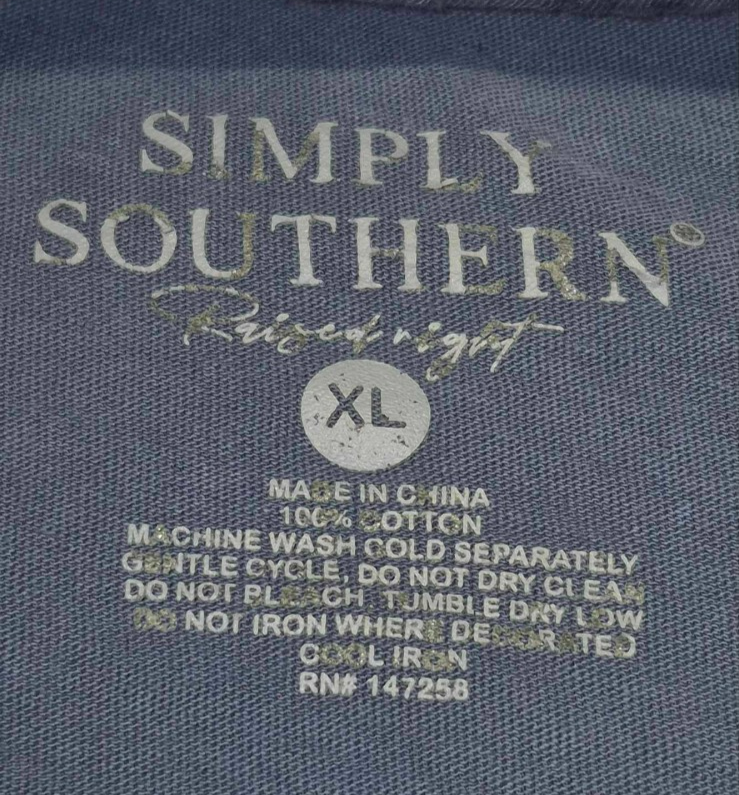 SIMPLY
SOUTHERN®
Raised right
XL
MADE IN CHINA
100% COTTON
MACHINE WASH COLD SEPARATELY
GENTLE CYCLE, DO NOT DRY CLEAN
DO NOT BLEACH TUMBLE DRY LOW
DO NOT IRON WHERE DECORATED
COOL IRON
RN# 147258